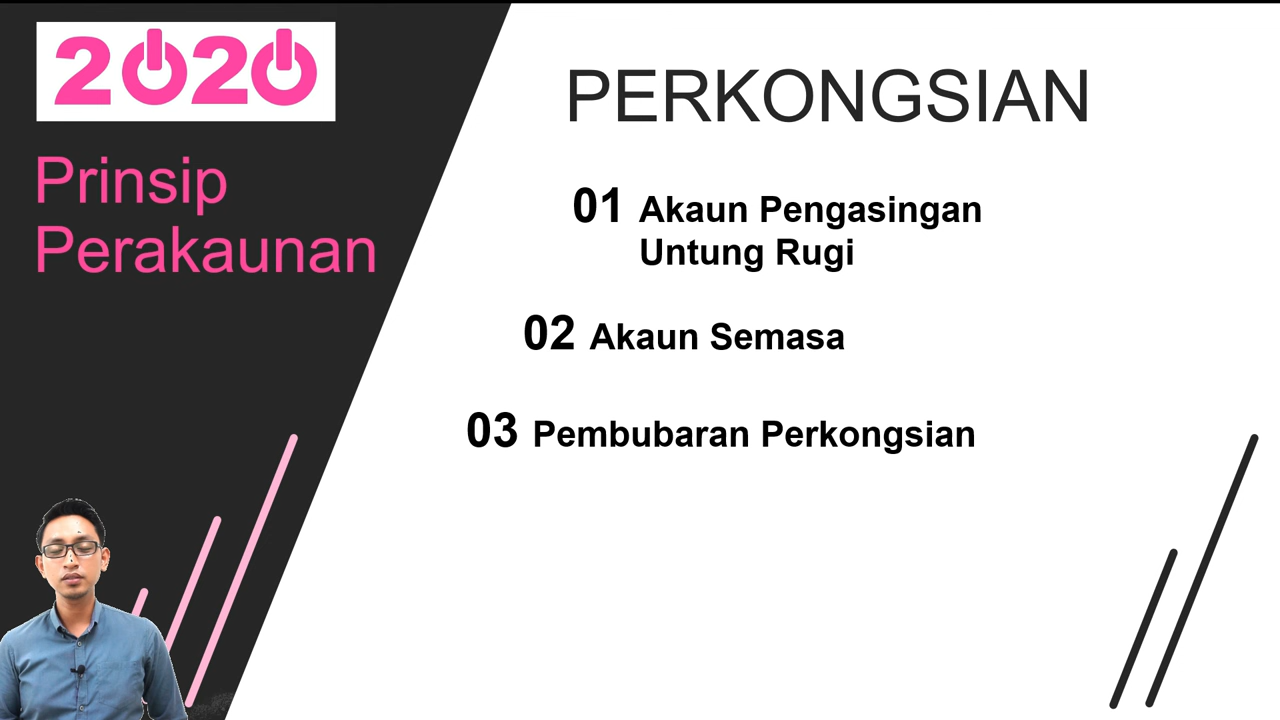 2020
Prinsip
Perakaunan
PERKONGSIAN
01 Akaun Pengasingan
Untung Rugi
02 Akaun Semasa
03 Pembubaran Perkongsian